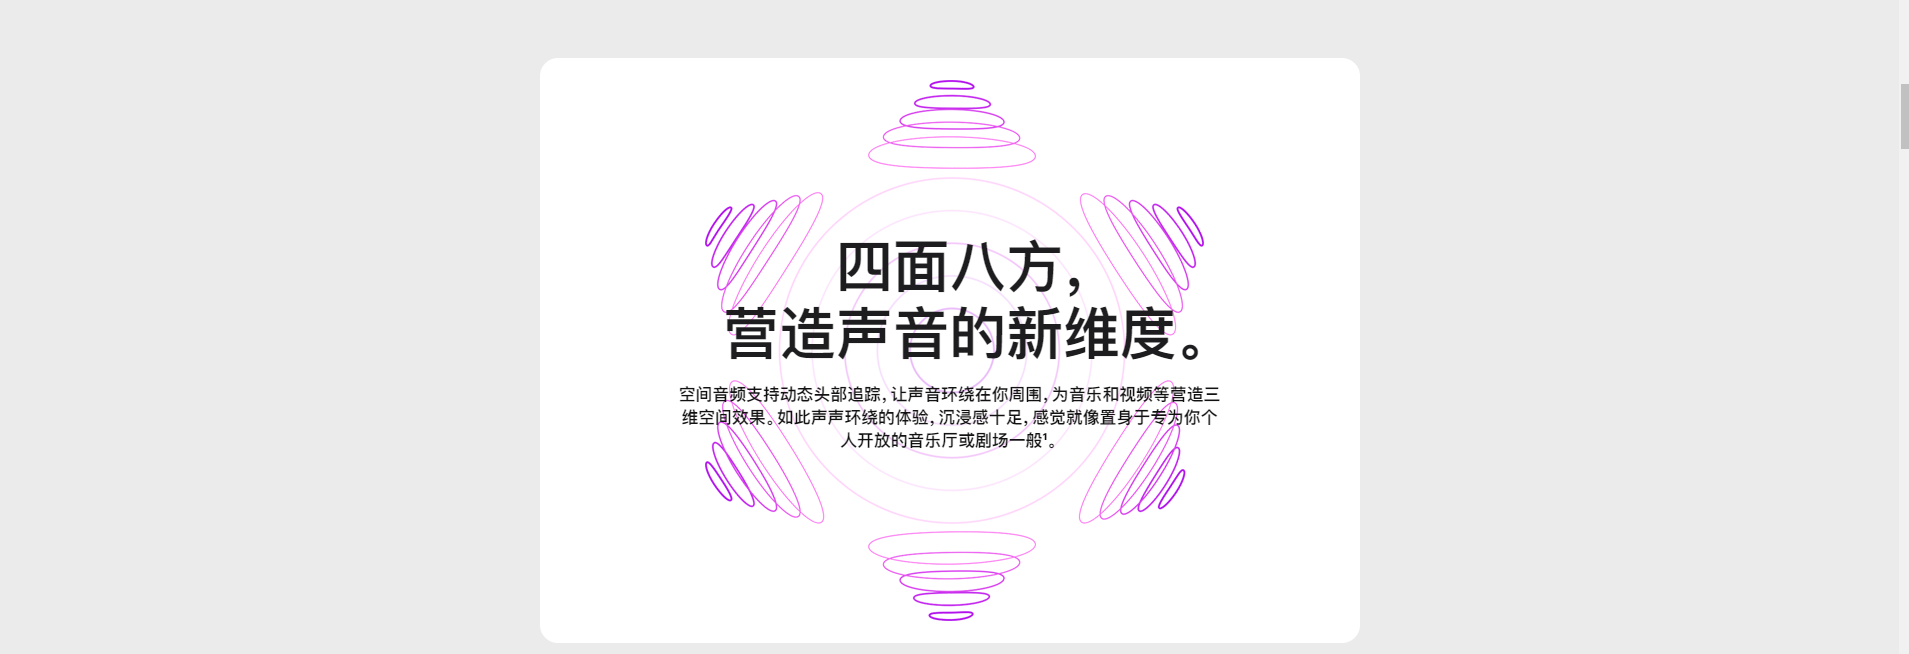 四面八方，
营造声音的新维度。
空间音频支持动态头部追踪，让声音环绕在你周围，为音乐和视频等营造三
维空间效果。如此声声环绕的体验，沉浸感十足，感觉就像置身于专为你个
人开放的音乐厅或剧场一般¹。